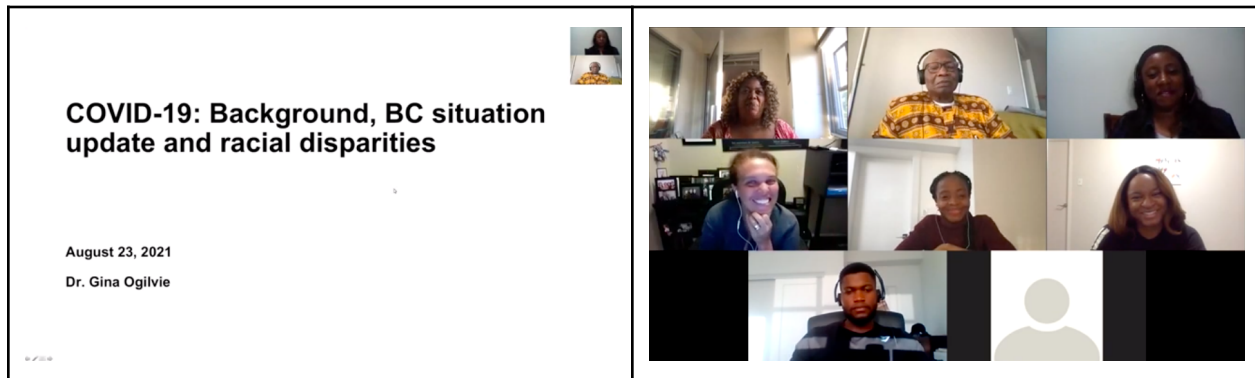 COVID-19: Background, BC situation
update and racial disparities
August 23, 2021
Dr. Gina Ogilvie